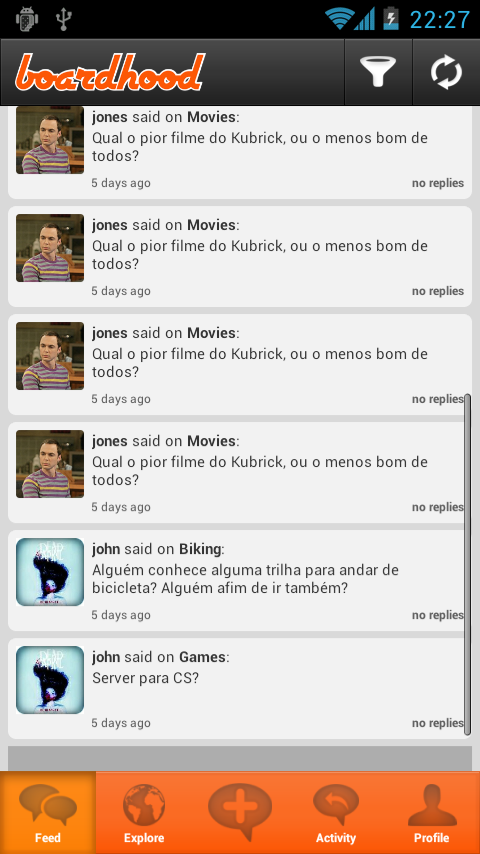 22:27
boardhood
jones said on Movies:
Qual o pior filme do Kubrick, ou o menos bom de
todos?
5 days ago no replies
jones said on Movies:
Qual o pior filme do Kubrick, ou o menos bom de
todos?
5 days ago no replies
jones said on Movies:
Qual o pior filme do Kubrick, ou o menos bom de
todos?
5 days ago no replies
jones said on Movies:
Qual o pior filme do Kubrick, ou o menos bom de
todos?
5 days ago no replies
john said on Biking:
Alguém conhece alguma trilha para andar de
bicicleta? Alguém afim de ir também?
5 days ago no replies
john said on Games:
Server para CS?
5 days ago no replies
Feed Explore Activity Profile